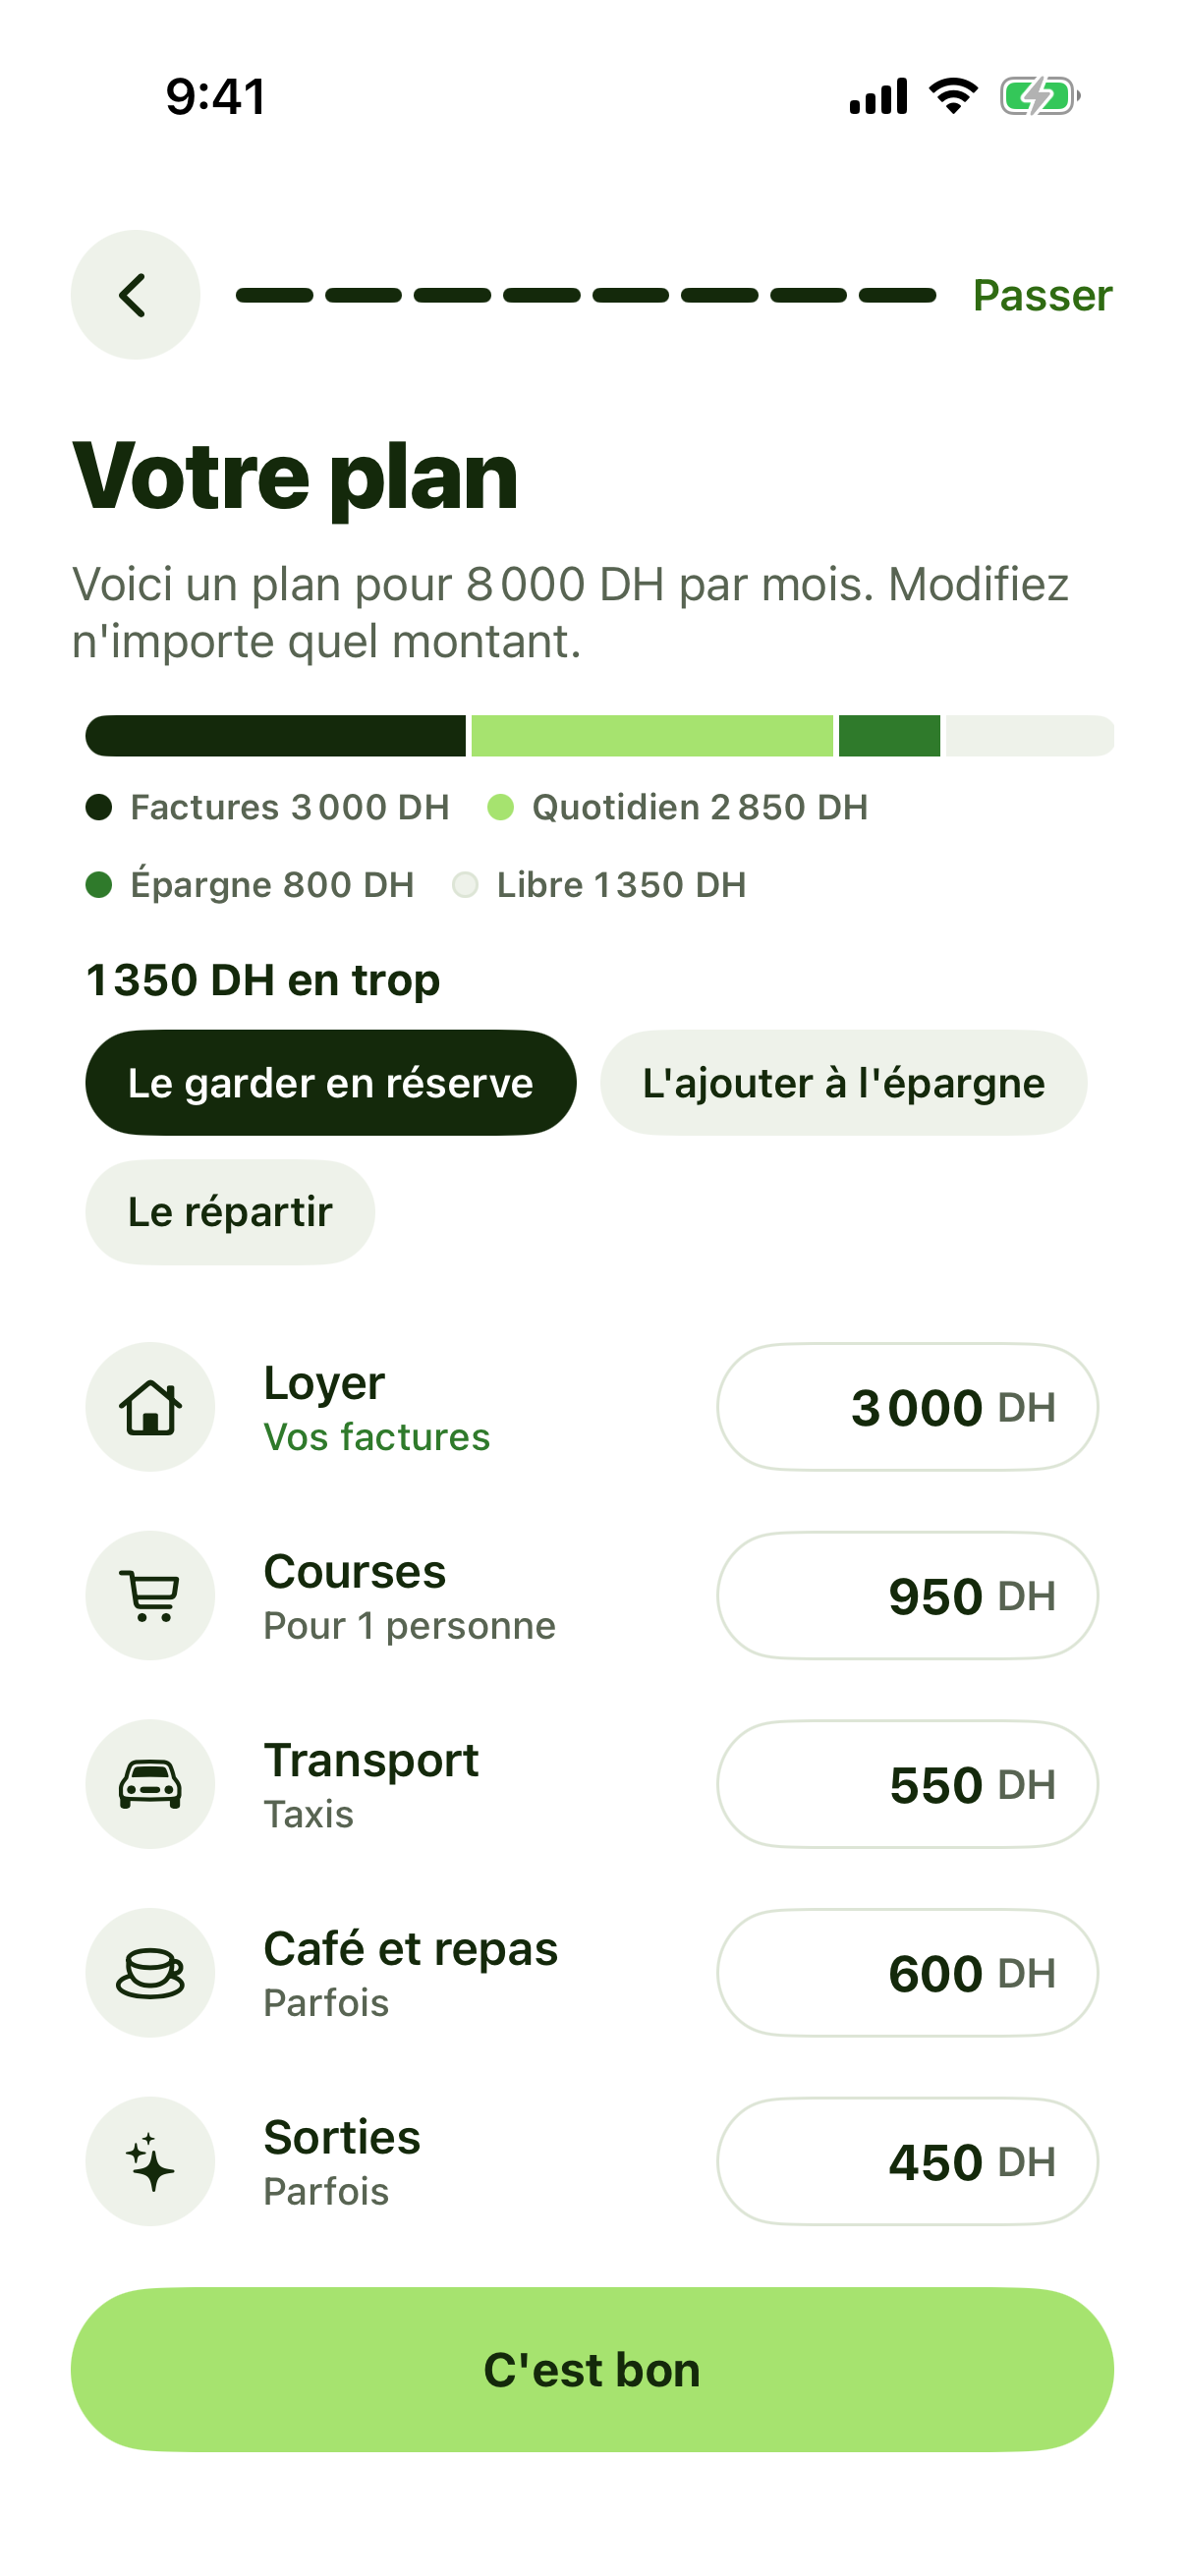 9:41
Passer
Votre plan
Voici un plan pour 8 000 DH par mois. Modifiez
n'importe quel montant.
Factures 3 000 DH Quotidien 2 850 DH
Épargne 800 DH Libre 1 350 DH
1 350 DH en trop
Le garder en réserve L'ajouter à l'épargne
Le répartir
Loyer
Vos factures
3 000 DH
Courses
Pour 1 personne
950 DH
Transport
Taxis
550 DH
Café et repas
Parfois
600 DH
Sorties
Parfois
450 DH
C'est bon